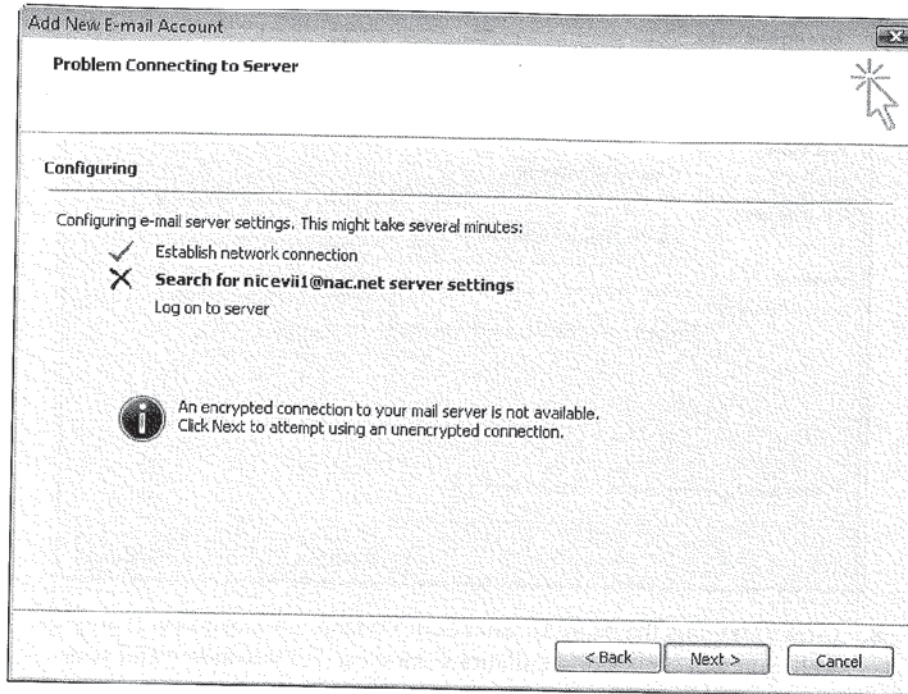 Add New E-mail Account
Problem Connecting to Server
Configuring
Configuring e-mail server settings. This might take several minutes:
Establish network connection
Search for nicevii1@nac.net server settings
Log on to server
An encrypted connection to your mail server is not available.
Click Next to attempt using an unencrypted connection.
< Back
Next >
Cancel